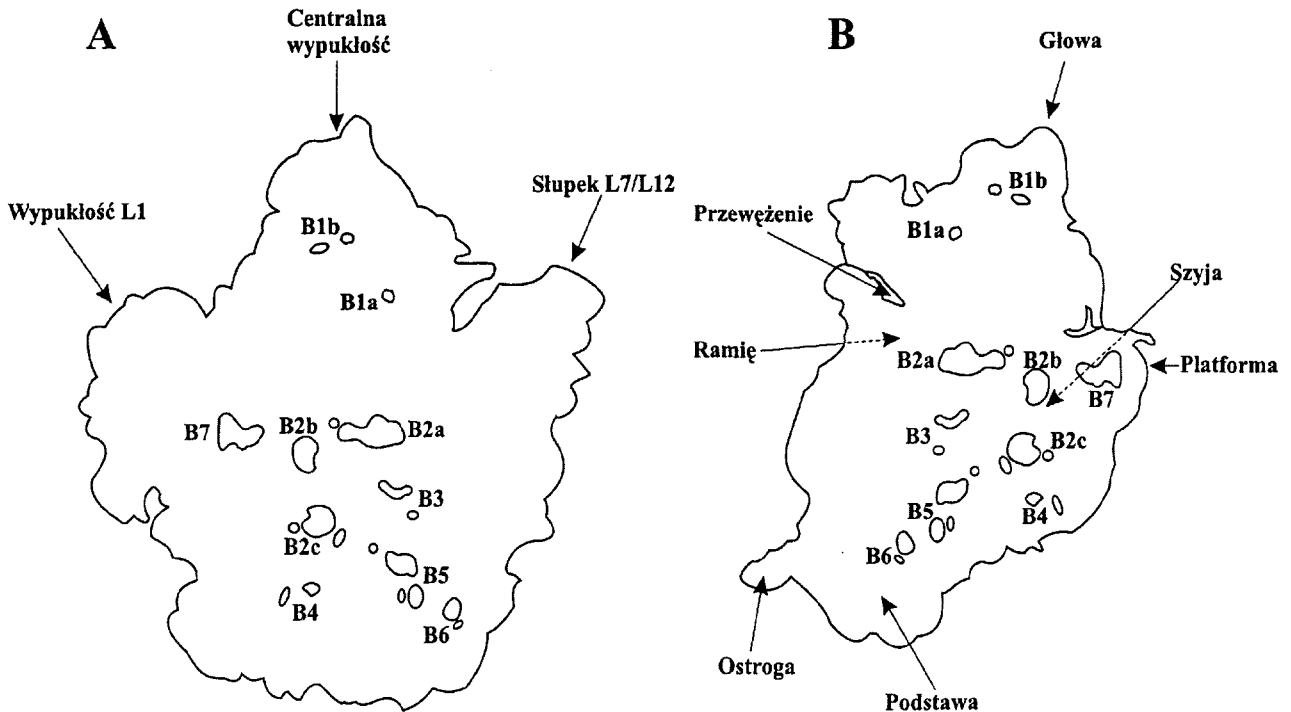 A
Centralna
wypukłość
Wypukłość L1
Słupek L7/L12
B1b
B1a
B7
B2b
B2a
B3
B2c
B5
B4
B6
B
Głowa
B1b
Przewężenie
B1a
Szyja
Ramię
B2a
B2b
Platforma
B7
B3
B2c
B5
B4
B6
Ostroga
Podstawa